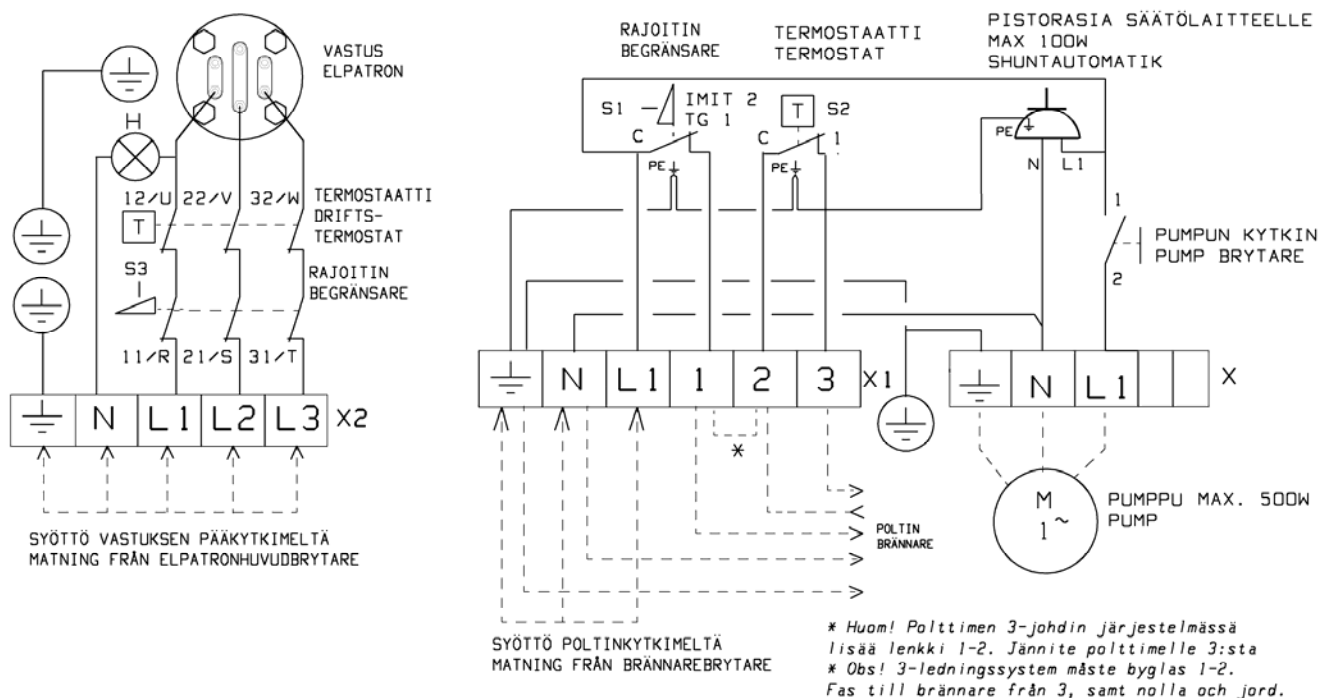 VASTUS
ELPATRON
H
12/U 22/V 32/W
T
TERMOSTAATTI
DRIFTS-
TERMOSTAT
S3
RAJOITIN
BEGRÄNSARE
11/R 21/S 31/T
N L1 L2 L3 X2
SYÖTTÖ VASTUKSEN PÄÄKYTKIMELTÄ
MATNING FRÅN ELPATRONHUVUDBRYTARE
RAJOITIN
BEGRÄNSARE
TERMOSTAATTI
TERMOSTAT
PISTORASIA SÄÄTÖLAITTEELLE
MAX 100W
SHUNTAUTOMATIK
S1
IMIT 2
TG 1
T S2
C
C 1
PE
PE
PE
N L1
1
2
PUMPUN KYTKIN
PUMP BRYTARE
N L1 1 2 3 X1
*
N L1 X
POLTIN
BRÄNNARE
M
1~
PUMPPU MAX. 500W
PUMP
SYÖTTÖ POLTINKYTKIMELTÄ
MATNING FRÅN BRÄNNAREBRYTARE
* Huom! Polttimen 3-johdin järjestelmässä
lisää lenkki 1-2. Jännite polttimelle 3:sta
* Obs! 3-ledningssystem måste byglas 1-2.
Fas till brännare från 3, samt nolla och jord.